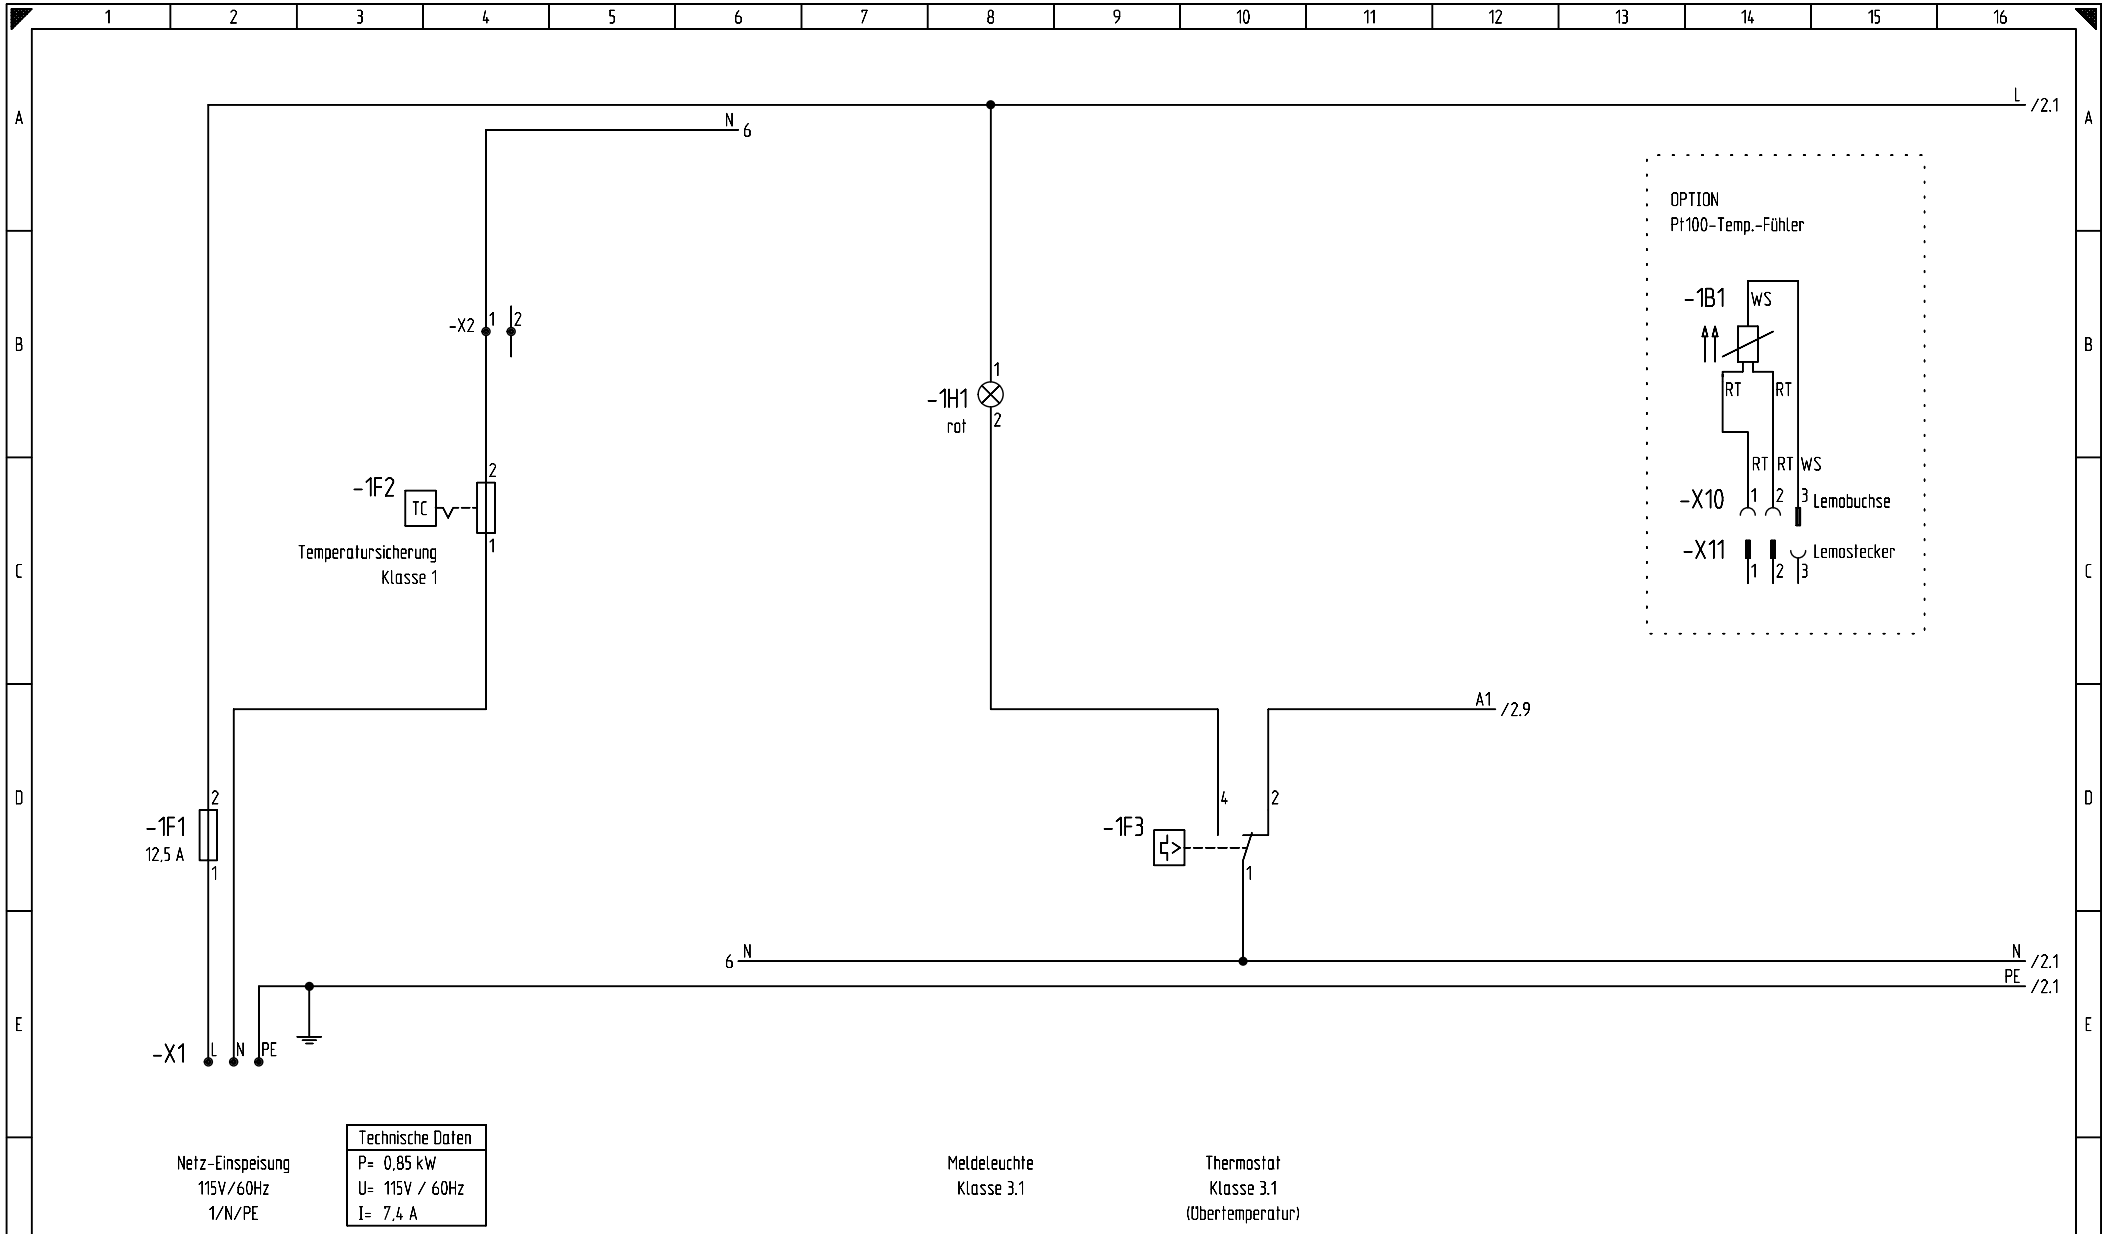 1 2 3 4 5 6 7 8 9 10 11 12 13 14 15 16
L /2.1
A A
N 6
OPTION
Pt100-Temp.-Fühler
-1B1 WS
-X2 1 2
B B
1
-1H1
rot
2
RT RT
RT RT WS
-1F2
TC
2
1
Temperatursicherung
Klasse 1
-X10 1 2 3 Lemobuchse
-X11 Lemostecker
1 2 3
C C
A1 /2.9
D D
2
-1F1
12,5 A
1
4 2
-1F3
1
6 N
N /2.1
PE /2.1
E E
-X1 L N PE
Netz-Einspeisung
115V/60Hz
1/N/PE
Technische Daten
P= 0,85 kW
U= 115V / 60Hz
I= 7,4 A
Meldeleuchte
Klasse 3.1
Thermostat
Klasse 3.1
(Übertemperatur)